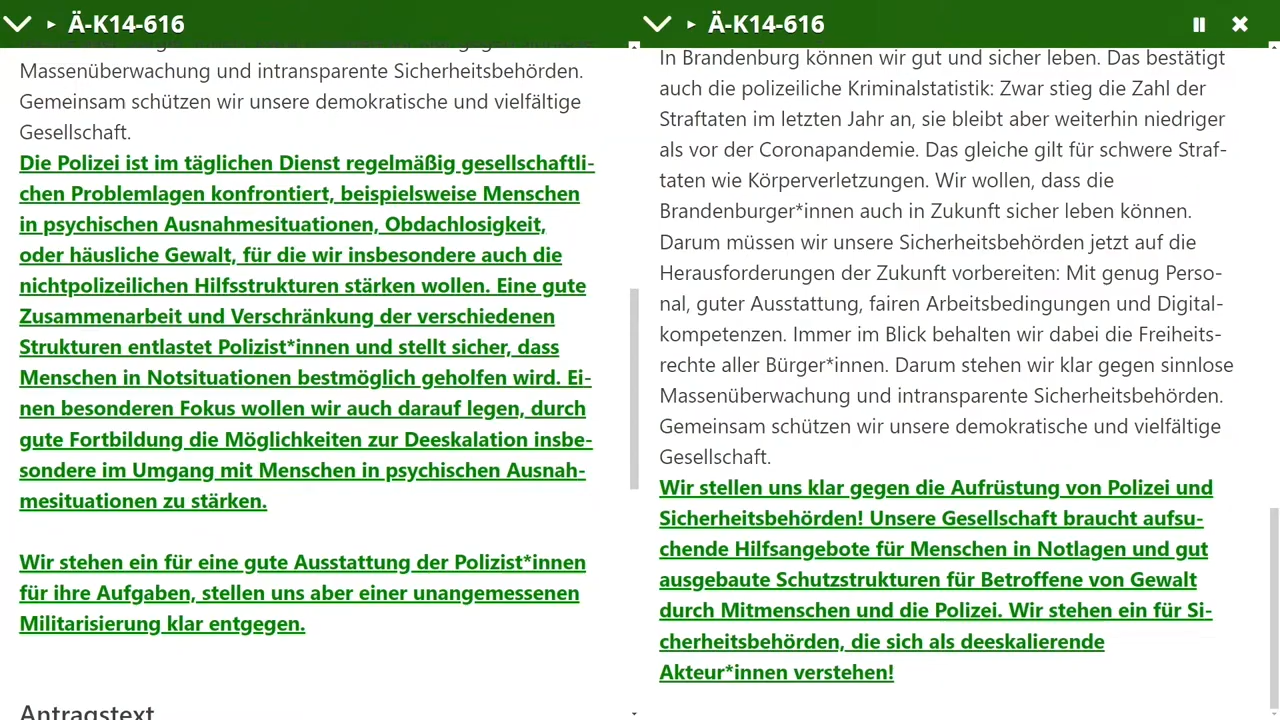 Ä-K14-616
Massenüberwachung und intransparente Sicherheitsbehörden.
Gemeinsam schützen wir unsere demokratische und vielfältige
Gesellschaft.
Die Polizei ist im täglichen Dienst regelmäßig gesellschaftli-
chen Problemlagen konfrontiert, beispielsweise Menschen
in psychischen Ausnahmesituationen, Obdachlosigkeit,
oder häusliche Gewalt, für die wir insbesondere auch die
nichtpolizeilichen Hilfsstrukturen stärken wollen. Eine gute
Zusammenarbeit und Verschränkung der verschiedenen
Strukturen entlastet Polizist*innen und stellt sicher, dass
Menschen in Notsituationen bestmöglich geholfen wird. Ei-
nen besonderen Fokus wollen wir auch darauf legen, durch
gute Fortbildung die Möglichkeiten zur Deeskalation insbe-
sondere im Umgang mit Menschen in psychischen Ausnah-
mesituationen zu stärken.
Wir stehen ein für eine gute Ausstattung der Polizist*innen
für ihre Aufgaben, stellen uns aber einer unangemessenen
Militarisierung klar entgegen.
Antragstext
Ä-K14-616
In Brandenburg können wir gut und sicher leben. Das bestätigt
auch die polizeiliche Kriminalstatistik: Zwar stieg die Zahl der
Straftaten im letzten Jahr an, sie bleibt aber weiterhin niedriger
als vor der Coronapandemie. Das gleiche gilt für schwere Straf-
taten wie Körperverletzungen. Wir wollen, dass die
Brandenburger*innen auch in Zukunft sicher leben können.
Darum müssen wir unsere Sicherheitsbehörden jetzt auf die
Herausforderungen der Zukunft vorbereiten: Mit genug Perso-
nal, guter Ausstattung, fairen Arbeitsbedingungen und Digital-
kompetenzen. Immer im Blick behalten wir dabei die Freiheits-
rechte aller Bürger*innen. Darum stehen wir klar gegen sinnlose
Massenüberwachung und intransparente Sicherheitsbehörden.
Gemeinsam schützen wir unsere demokratische und vielfältige
Gesellschaft.
Wir stellen uns klar gegen die Aufrüstung von Polizei und
Sicherheitsbehörden! Unsere Gesellschaft braucht aufsu-
chende Hilfsangebote für Menschen in Notlagen und gut
ausgebaute Schutzstrukturen für Betroffene von Gewalt
durch Mitmenschen und die Polizei. Wir stehen ein für Si-
cherheitsbehörden, die sich als deeskalierende
Akteur*innen verstehen!